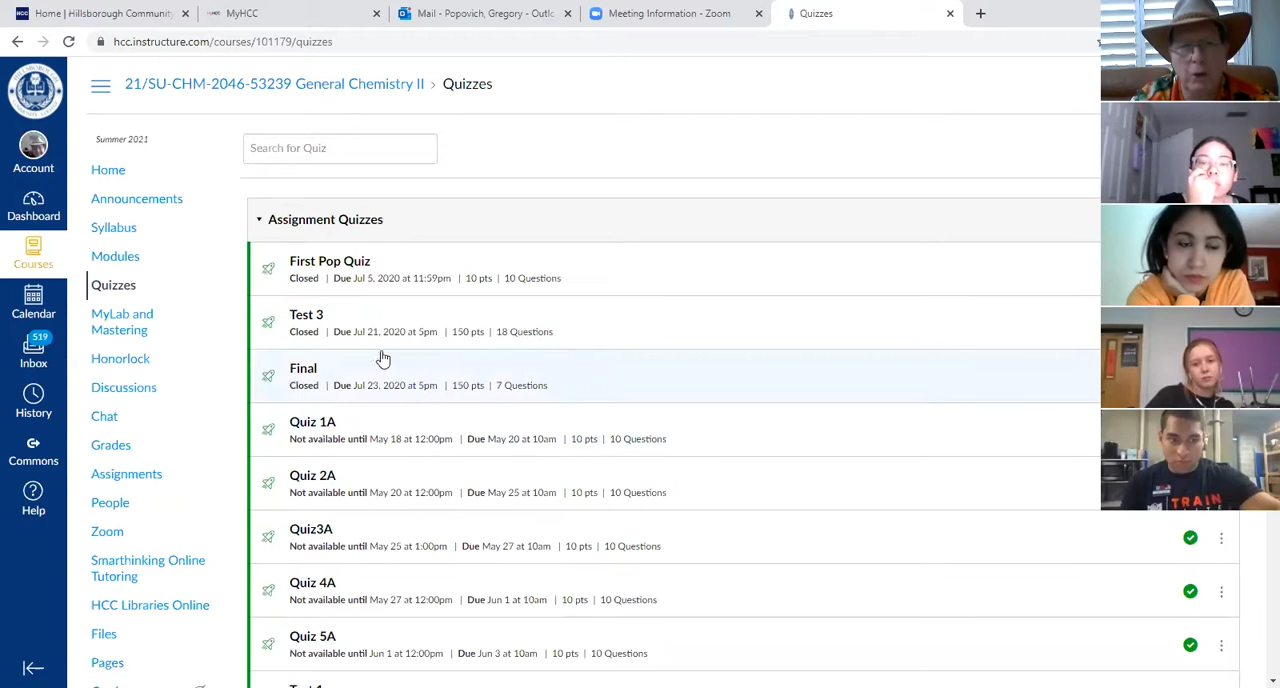 Home | Hillsborough Community
MyHCC
Mail - Popovich, Gregory - Outlo
Meeting Information - Zoom
Quizzes
hcc.instructure.com/courses/101179/quizzes
21/SU-CHM-2046-53239 General Chemistry II > Quizzes
Account
Dashboard
Courses
Calendar
519
Inbox
History
Commons
Help
Summer 2021
Home
Announcements
Syllabus
Modules
Quizzes
MyLab and
Mastering
Honorlock
Discussions
Chat
Grades
Assignments
People
Zoom
Smarthinking Online
Tutoring
HCC Libraries Online
Files
Pages
Search for Quiz
Assignment Quizzes
First Pop Quiz
Closed | Due Jul 5, 2020 at 11:59pm | 10 pts | 10 Questions
Test 3
Closed | Due Jul 21, 2020 at 5pm | 150 pts | 18 Questions
Final
Closed | Due Jul 23, 2020 at 5pm | 150 pts | 7 Questions
Quiz 1A
Not available until May 18 at 12:00pm | Due May 20 at 10am | 10 pts | 10 Questions
Quiz 2A
Not available until May 20 at 12:00pm | Due May 25 at 10am | 10 pts | 10 Questions
Quiz3A
Not available until May 25 at 1:00pm | Due May 27 at 10am | 10 pts | 10 Questions
Quiz 4A
Not available until May 27 at 12:00pm | Due Jun 1 at 10am | 10 pts | 10 Questions
Quiz 5A
Not available until Jun 1 at 12:00pm | Due Jun 3 at 10am | 10 pts | 10 Questions
TRAIN